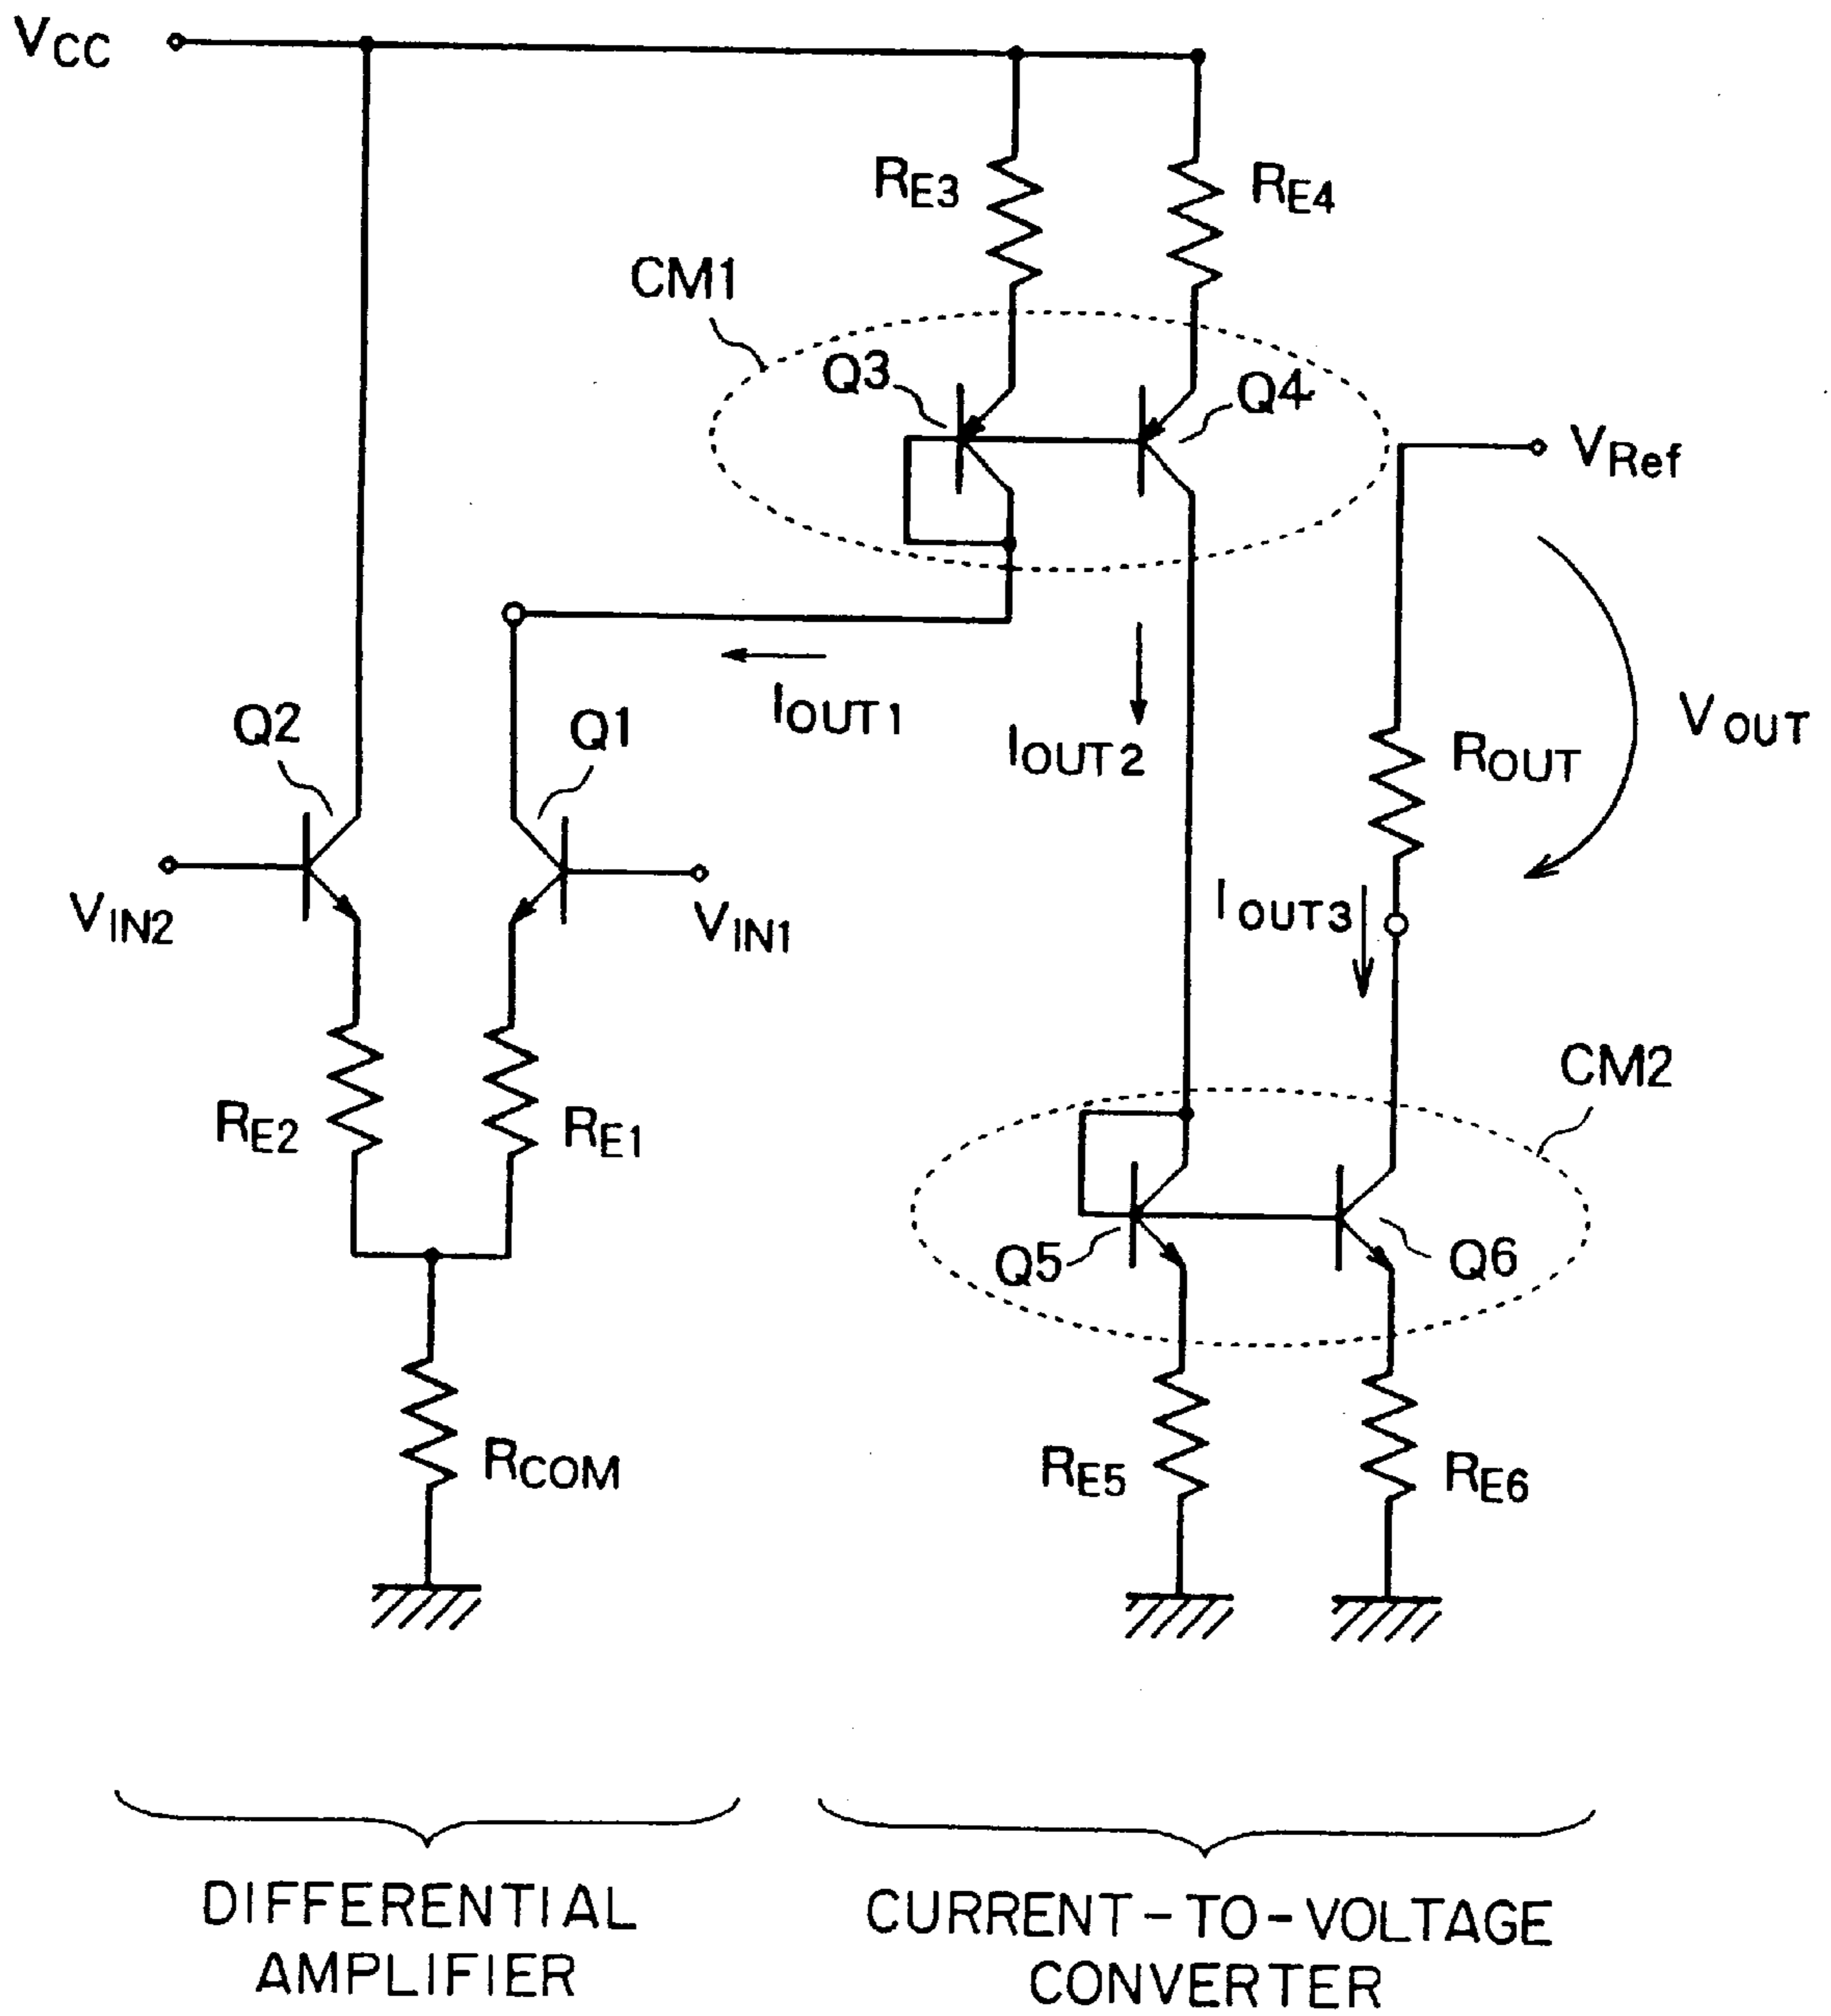 VCC
RE3
RE4
CM1
Q3
Q4
VRef
IOUT1
IOUT2
VOUT
ROUT
Q2
Q1
VIN2
VIN1
IOUT3
CM2
RE2
RE1
Q5
Q6
RCOM
RE5
RE6
DIFFERENTIAL
AMPLIFIER
CURRENT-TO-VOLTAGE
CONVERTER